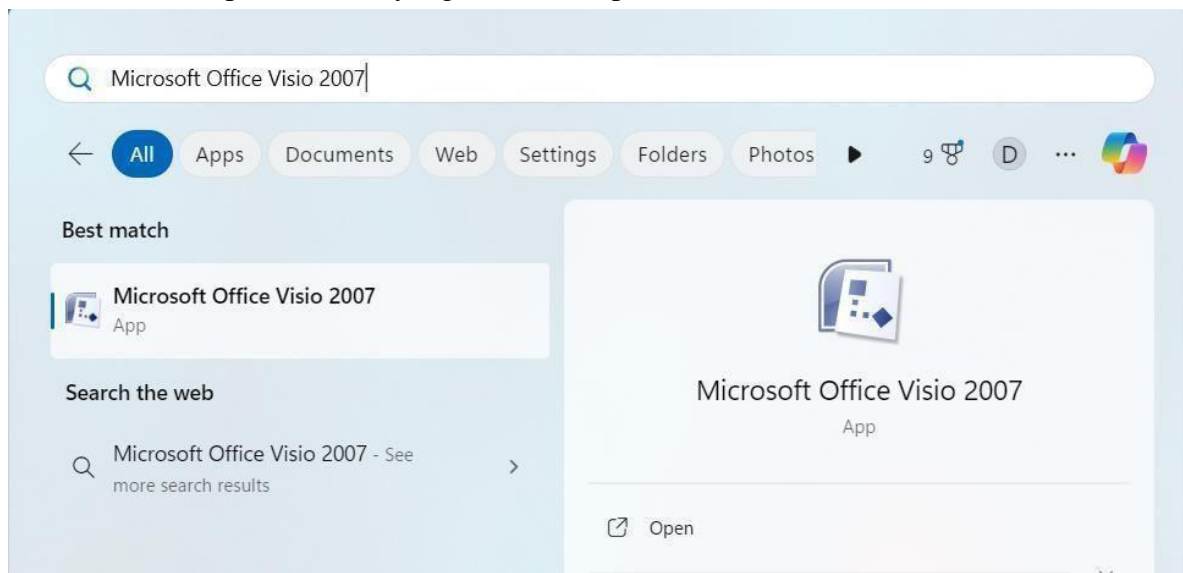 Microsoft Office Visio 2007
All Apps Documents Web Settings Folders Photos 9 D ...
Best match
Microsoft Office Visio 2007
App
Microsoft Office Visio 2007
App
Search the web
Microsoft Office Visio 2007 - See
more search results
Open